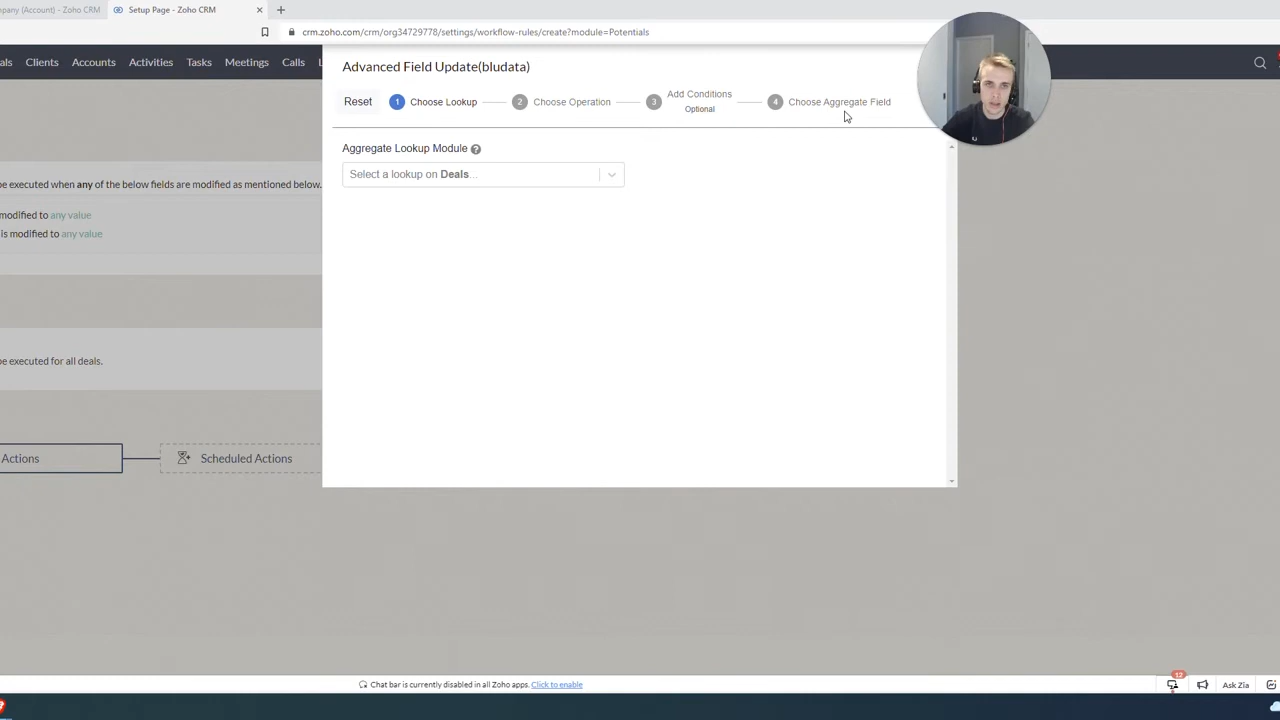 mpany (Account) - Zoho CRM
Setup Page - Zoho CRM
crm.zoho.com/crm/org34729778/settings/workflow-rules/create?module=Potentials
als Clients Accounts Activities Tasks Meetings Calls L
Advanced Field Update(bludata)
Reset 1 Choose Lookup 2 Choose Operation 3 Add Conditions Optional 4 Choose Aggregate Field
Aggregate Lookup Module ?
Select a lookup on Deals...
be executed when any of the below fields are modified as mentioned below.
modified to any value
is modified to any value
be executed for all deals.
Actions
Scheduled Actions
Chat bar is currently disabled in all Zoho apps. Click to enable
Ask Zia